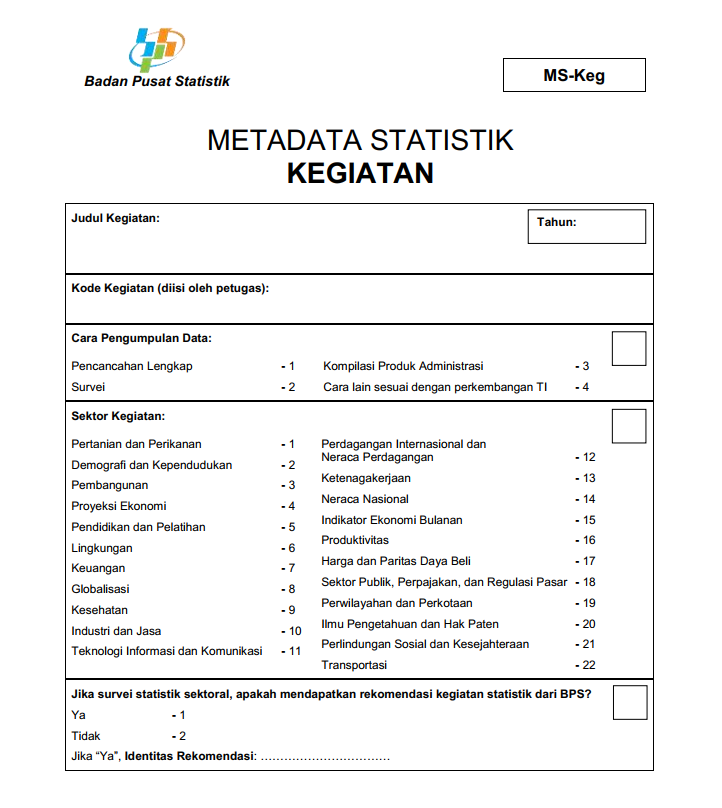 Badan Pusat Statistik
MS-Keg
METADATA STATISTIK
KEGIATAN
Judul Kegiatan:
Tahun:
Kode Kegiatan (diisi oleh petugas):
Cara Pengumpulan Data:
Pencacahan Lengkap - 1 Kompilasi Produk Administrasi - 3
Survei - 2 Cara lain sesuai dengan perkembangan TI - 4
Sektor Kegiatan:
Pertanian dan Perikanan - 1
Demografi dan Kependudukan - 2
Pembangunan - 3
Proyeksi Ekonomi - 4
Pendidikan dan Pelatihan - 5
Lingkungan - 6
Keuangan - 7
Globalisasi - 8
Kesehatan - 9
Industri dan Jasa - 10
Teknologi Informasi dan Komunikasi - 11
Perdagangan Internasional dan
Neraca Perdagangan - 12
Ketenagakerjaan - 13
Neraca Nasional - 14
Indikator Ekonomi Bulanan - 15
Produktivitas - 16
Harga dan Paritas Daya Beli - 17
Sektor Publik, Perpajakan, dan Regulasi Pasar - 18
Perwilayahan dan Perkotaan - 19
Ilmu Pengetahuan dan Hak Paten - 20
Perlindungan Sosial dan Kesejahteraan - 21
Transportasi - 22
Jika survei statistik sektoral, apakah mendapatkan rekomendasi kegiatan statistik dari BPS?
Ya - 1
Tidak - 2
Jika “Ya”, Identitas Rekomendasi: ……………………………